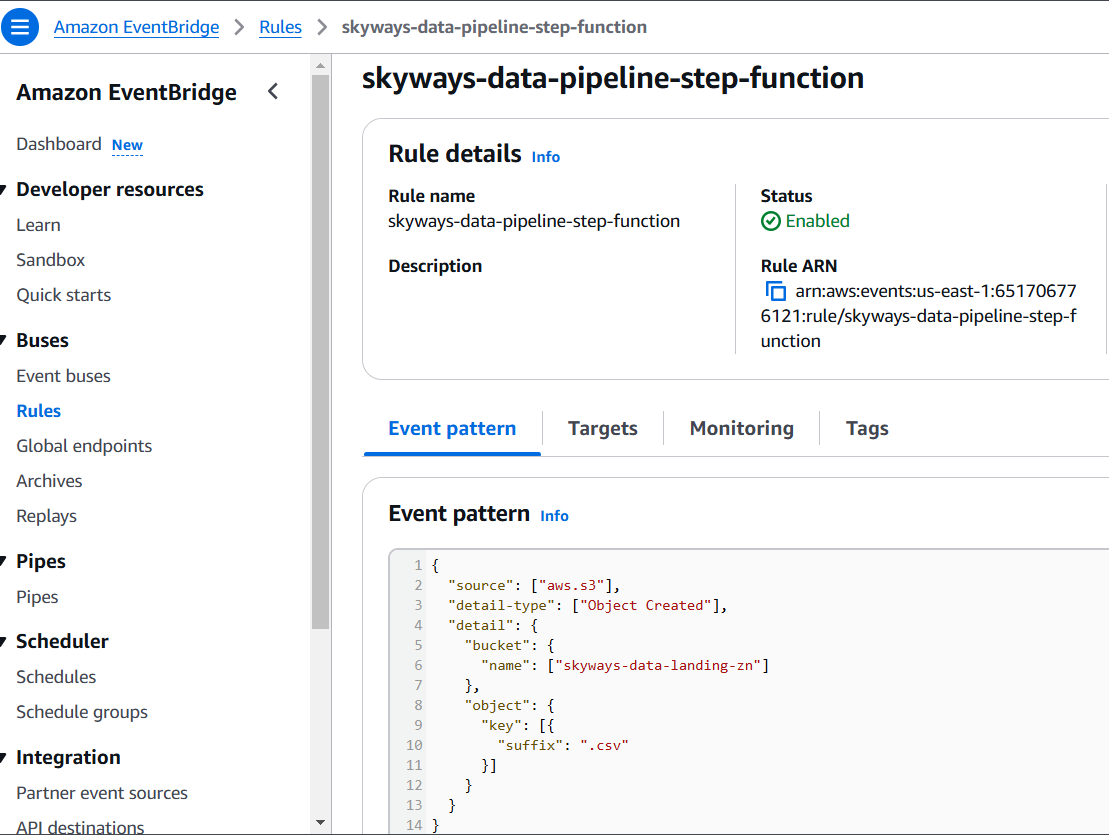 Amazon EventBridge > Rules > skyways-data-pipeline-step-function
Amazon EventBridge
Dashboard New
Developer resources
Learn
Sandbox
Quick starts
Buses
Event buses
Rules
Global endpoints
Archives
Replays
Pipes
Pipes
Scheduler
Schedules
Schedule groups
Integration
Partner event sources
API destinations
skyways-data-pipeline-step-function
Rule details Info
Rule name
skyways-data-pipeline-step-function
Description
Status
Enabled
Rule ARN
arn:aws:events:us-east-1:65170677
6121:rule/skyways-data-pipeline-step-f
unction
Event pattern
Targets
Monitoring
Tags
Event pattern Info
1 {
2 "source": ["aws.s3"],
3 "detail-type": ["Object Created"],
4 "detail": {
5 "bucket": {
6 "name": ["skyways-data-landing-zn"]
7 },
8 "object": {
9 "key": [{
10 "suffix": ".csv"
11 }]
12 }
13 }
14 }